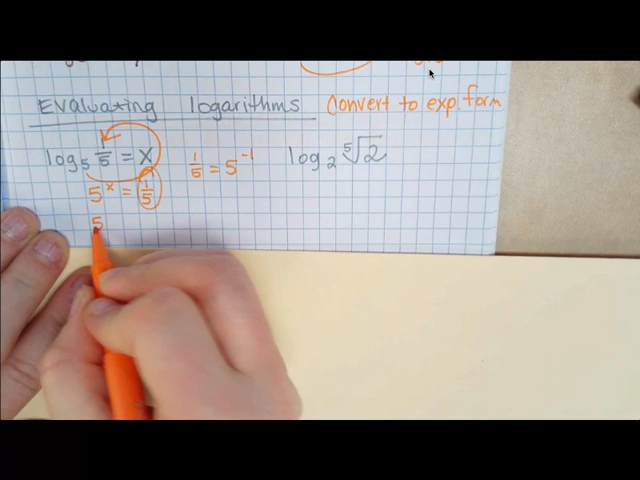 Evaluating logarithms Convert to exp. form
log₅ 1/5 = x
1/5 = 5⁻¹
log₂ ⁵√2
5ˣ = 1/5
5